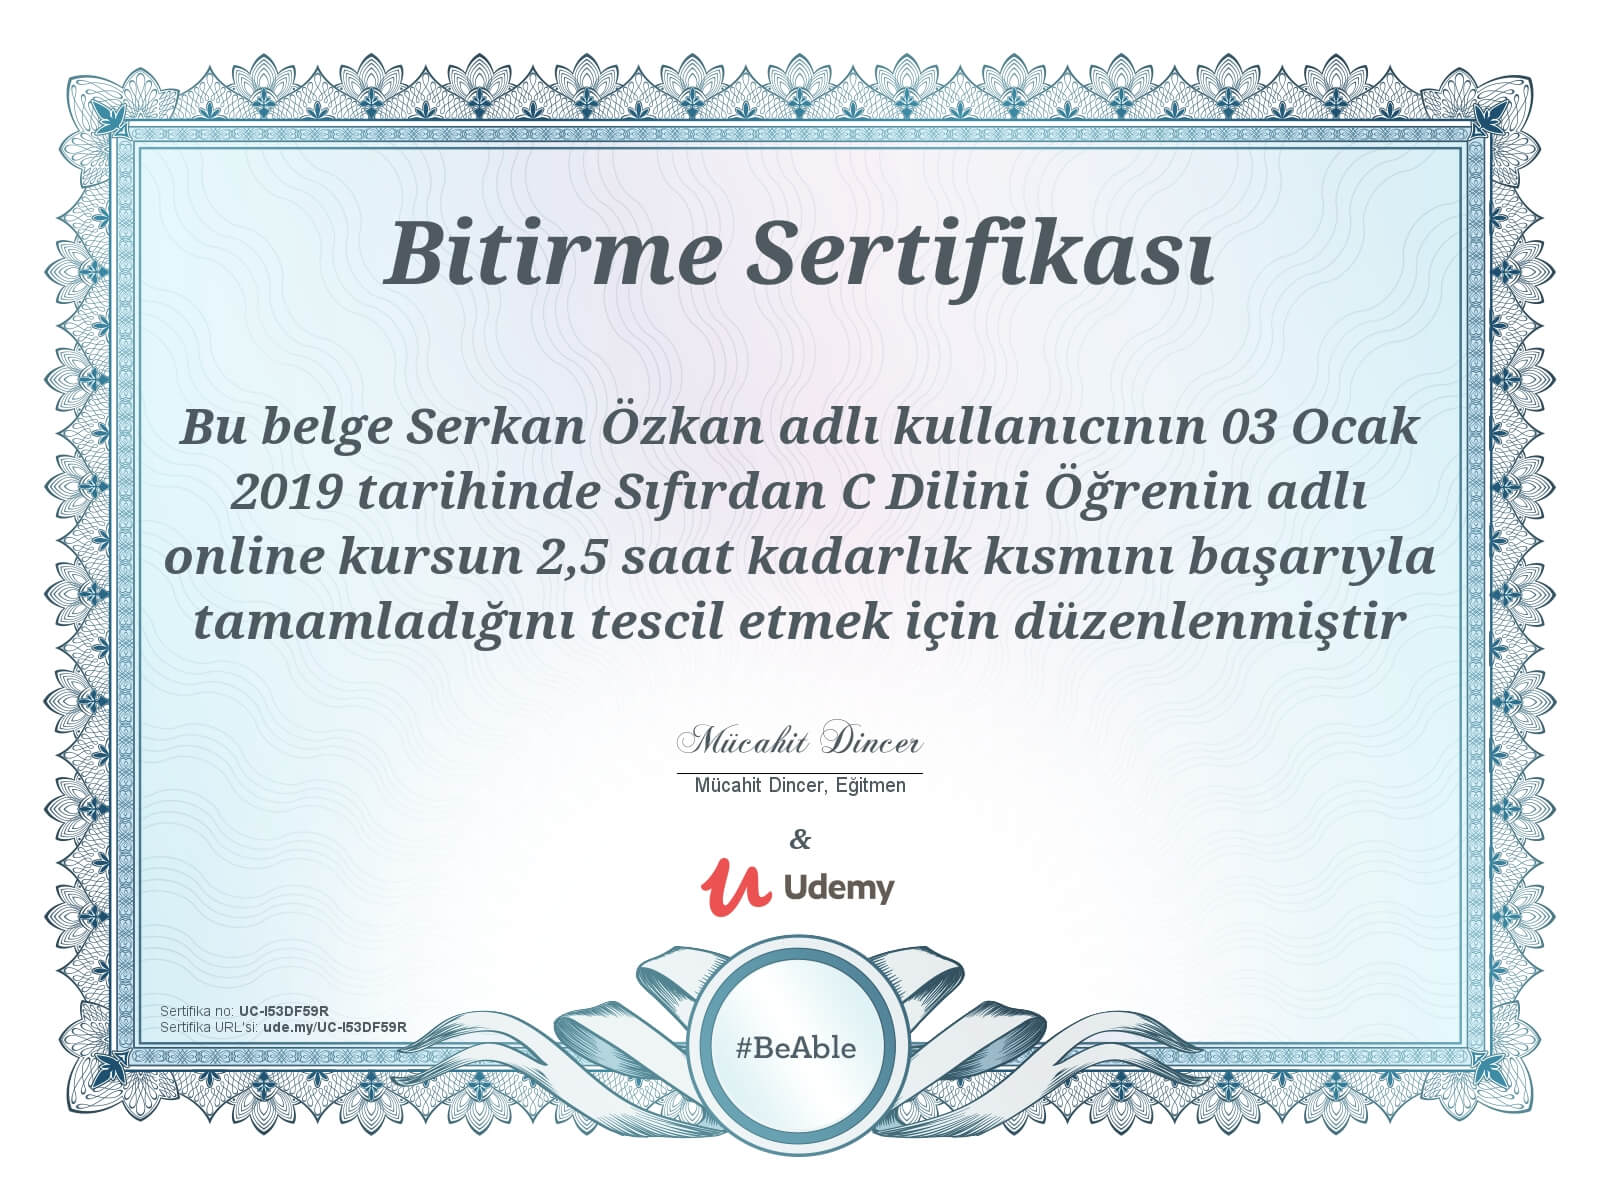 Bitirme Sertifikası
Bu belge Serkan Özkan adlı kullanıcının 03 Ocak
2019 tarihinde Sıfırdan C Dilini Öğrenin adlı
online kursun 2,5 saat kadarlık kısmını başarıyla
tamamladığını tescil etmek için düzenlenmiştir
Mücahit Dincer
Mücahit Dincer, Eğitmen
&
Udemy
Sertifika no: UC-I53DF59R
Sertifika URL'si: ude.my/UC-I53DF59R
#BeAble